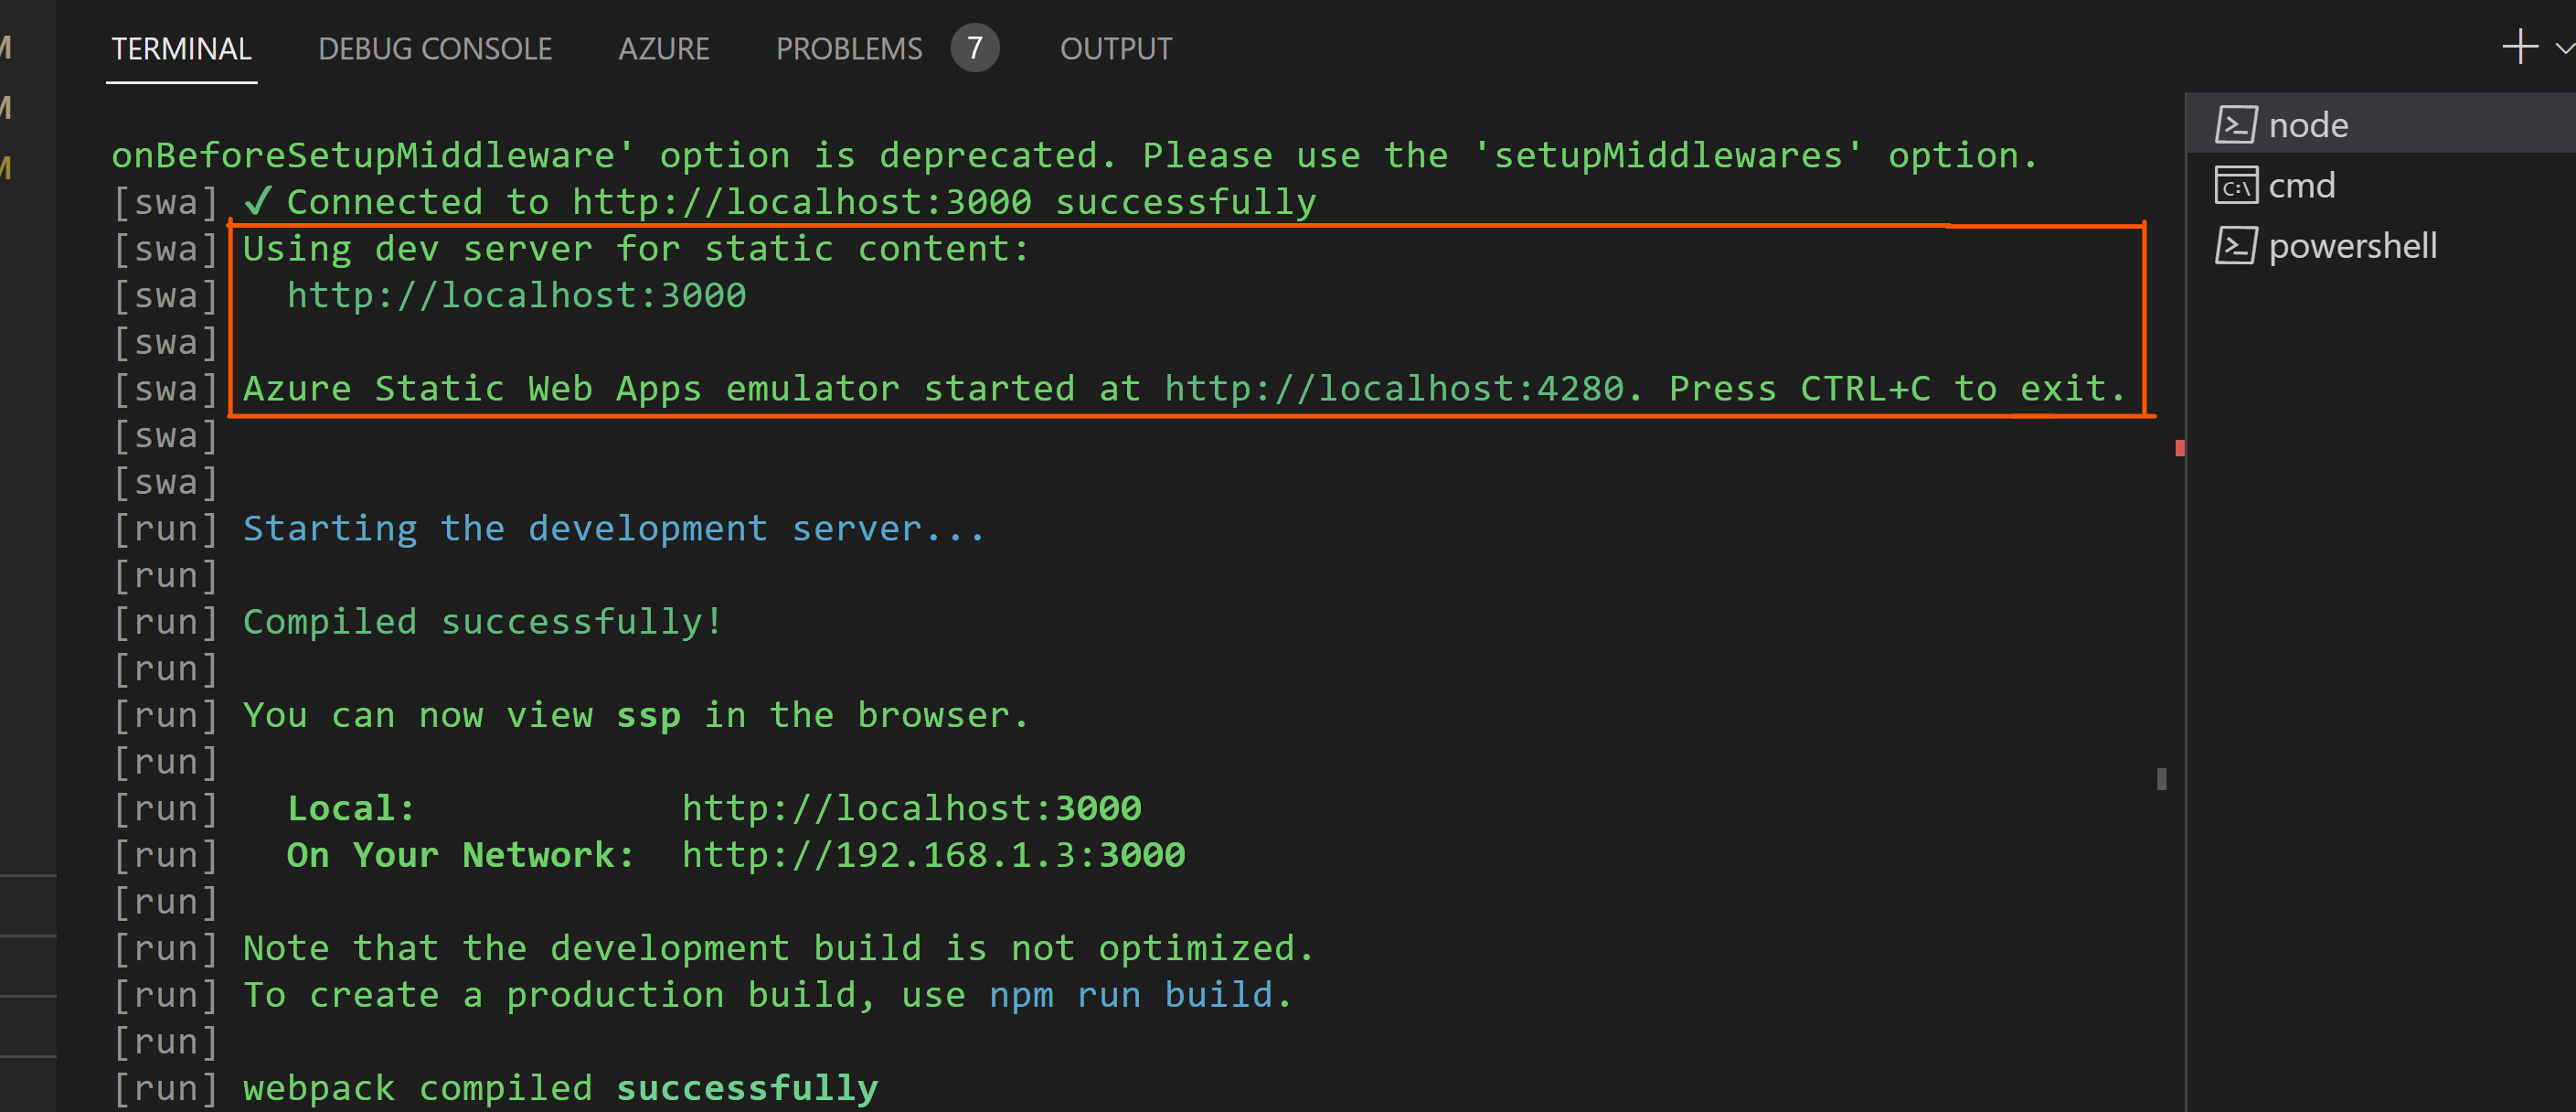 TERMINAL DEBUG CONSOLE AZURE PROBLEMS 7 OUTPUT
M
M
M
node
cmd
powershell
onBeforeSetupMiddleware' option is deprecated. Please use the 'setupMiddlewares' option.
[swa] ✓ Connected to http://localhost:3000 successfully
[swa] Using dev server for static content:
[swa]   http://localhost:3000
[swa]
[swa] Azure Static Web Apps emulator started at http://localhost:4280. Press CTRL+C to exit.
[swa]
[swa]
[run] Starting the development server...
[run]
[run] Compiled successfully!
[run]
[run] You can now view ssp in the browser.
[run]
[run]   Local:            http://localhost:3000
[run]   On Your Network:  http://192.168.1.3:3000
[run]
[run] Note that the development build is not optimized.
[run] To create a production build, use npm run build.
[run]
[run] webpack compiled successfully